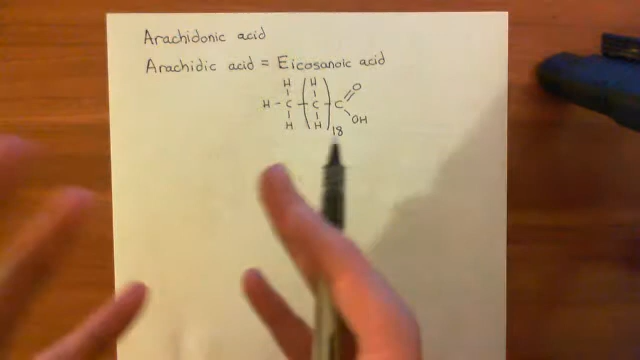 Arachidonic acid
Arachidic acid = Eicosanoic acid
H H O
H - C - ( C ) - C
H H 18 OH